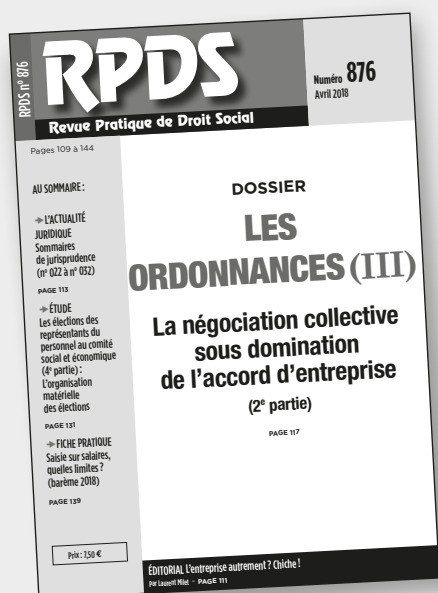 RPDS n° 876
RPDS
Revue Pratique de Droit Social
Numéro 876
Avril 2018
Pages 109 à 144
AU SOMMAIRE :
➔ L'ACTUALITÉ
JURIDIQUE
Sommaires
de jurisprudence
(n° 022 à n° 032)
PAGE 113
➔ ÉTUDE
Les élections des
représentants du
personnel au comité
social et économique
(4e partie) :
L'organisation
matérielle
des élections
PAGE 131
➔ FICHE PRATIQUE
Saisie sur salaires,
quelles limites ?
(barème 2018)
PAGE 139
Prix : 7,50 €
DOSSIER
LES
ORDONNANCES (III)
La négociation collective
sous domination
de l'accord d'entreprise
(2e partie)
PAGE 117
ÉDITORIAL L'entreprise autrement ? Chiche !
Par Laurent Milet - PAGE 111